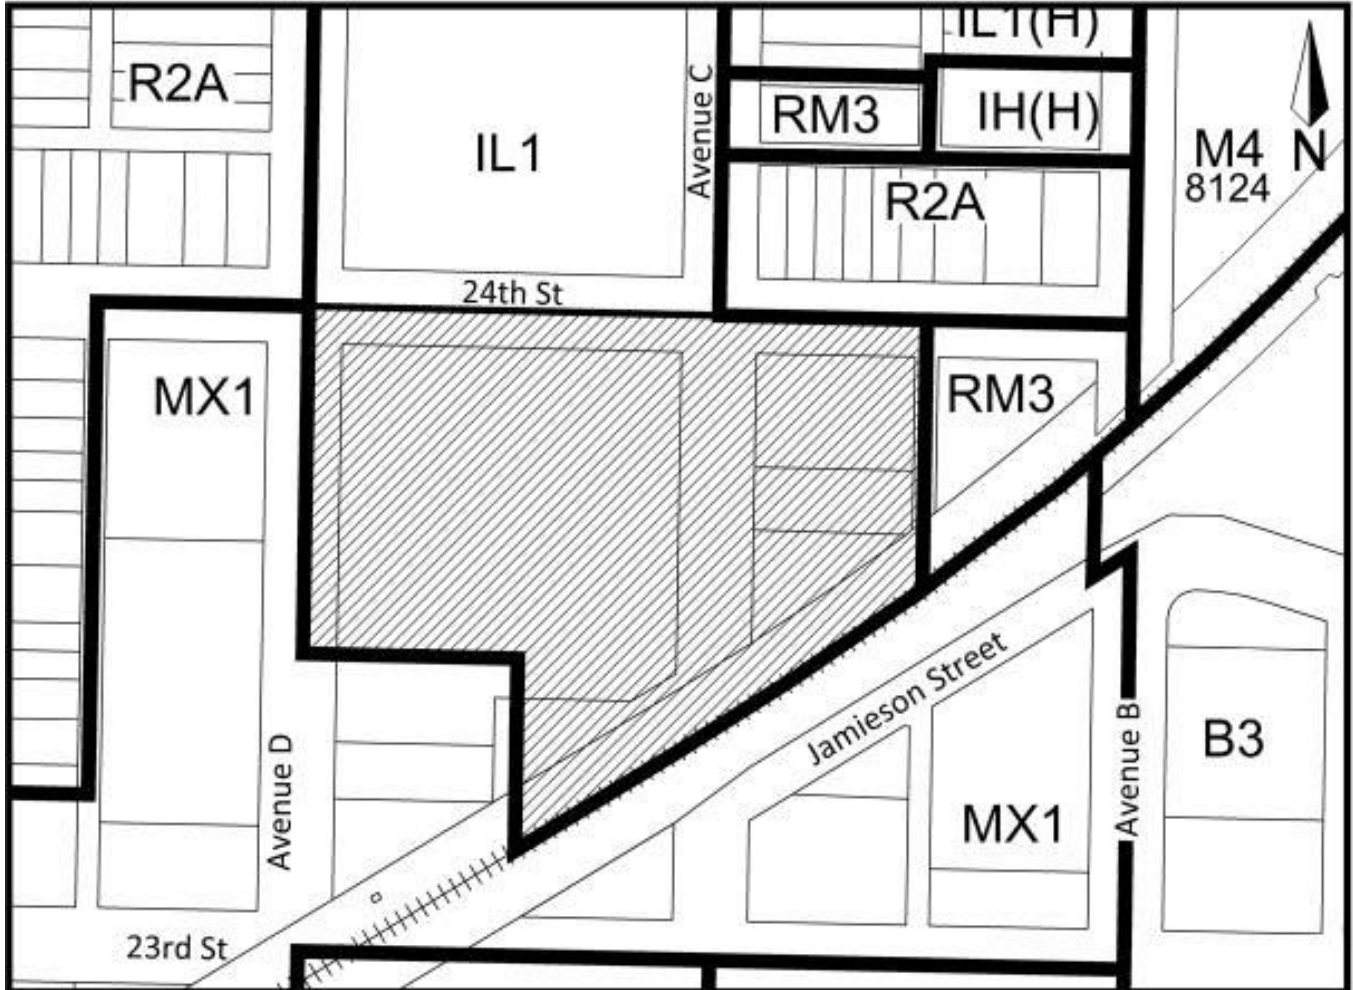 IL1(H)
R2A
Avenue C
RM3
IH(H)
IL1
M4
8124
N
R2A
24th St
MX1
RM3
Jamieson Street
Avenue D
Avenue B
B3
MX1
23rd St